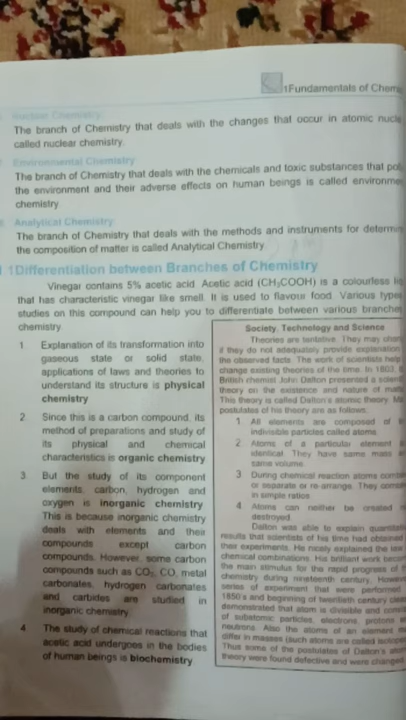 1Fundamentals of Chem
Nuclear Chemistry
The branch of Chemistry that deals with the changes that occur in atomic nucle
called nuclear chemistry.
Environmental Chemistry
The branch of Chemistry that deals with the chemicals and toxic substances that pol
the environment and their adverse effects on human beings is called environme
chemistry.
Analytical Chemistry
The branch of Chemistry that deals with the methods and instruments for determi
the composition of matter is called Analytical Chemistry.
1Differentiation between Branches of Chemistry
Vinegar contains 5% acetic acid. Acetic acid (CH3COOH) is a colourless liq
that has characteristic vinegar like smell. It is used to flavour food. Various types
studies on this compound can help you to differentiate between various branches
chemistry.
1. Explanation of its transformation into
gaseous state or solid state,
applications of laws and theories to
understand its structure is physical
chemistry
2. Since this is a carbon compound, its
method of preparation and study of
its physical and chemical
characteristics is organic chemistry
3. But the study of its component
elements, carbon, hydrogen and
oxygen is inorganic chemistry.
This is because inorganic chemistry
deals with elements and their
compounds except carbon
compounds. However, some carbon
compounds such as CO2, CO, metal
carbonates, hydrogen carbonates
and carbides are studied in
inorganic chemistry.
4. The study of chemical reactions that
acetic acid undergoes in the bodies
of human beings is biochemistry
Society, Technology and Science
Theories are tentative. They may chan
if they do not adequately provide explanation
the observed facts. The work of scientists help
change existing theories of the time. In 1803,
British chemist John Dalton presented a scient
theory on the existence and nature of matt
This theory is called Dalton's atomic theory.
postulates of his theory are as follows:
1. All elements are composed of
indivisible particles called atoms.
2. Atoms of a particular element
identical. They have same mass
same volume.
3. During chemical reaction atoms combi
or separate or re-arrange. They combi
in simple ratios.
4. Atoms can neither be created
destroyed.
Dalton was able to explain quantitati
results that scientists of his time had obtained
their experiments. He nicely explained the
chemical combinations. His brilliant work becam
the main stimulus for the rapid progress of
chemistry during nineteenth century. Howeve
series of experiment that were performed
1850's and beginning of twentieth century clea
demonstrated that atom is divisible and consi
of subatomic particles, electrons, protons
neutrons. Also the atoms of an element
differ in masses (such atoms are called isotope
Thus some of the postulates of Dalton's atom
theory were found defective and were changed